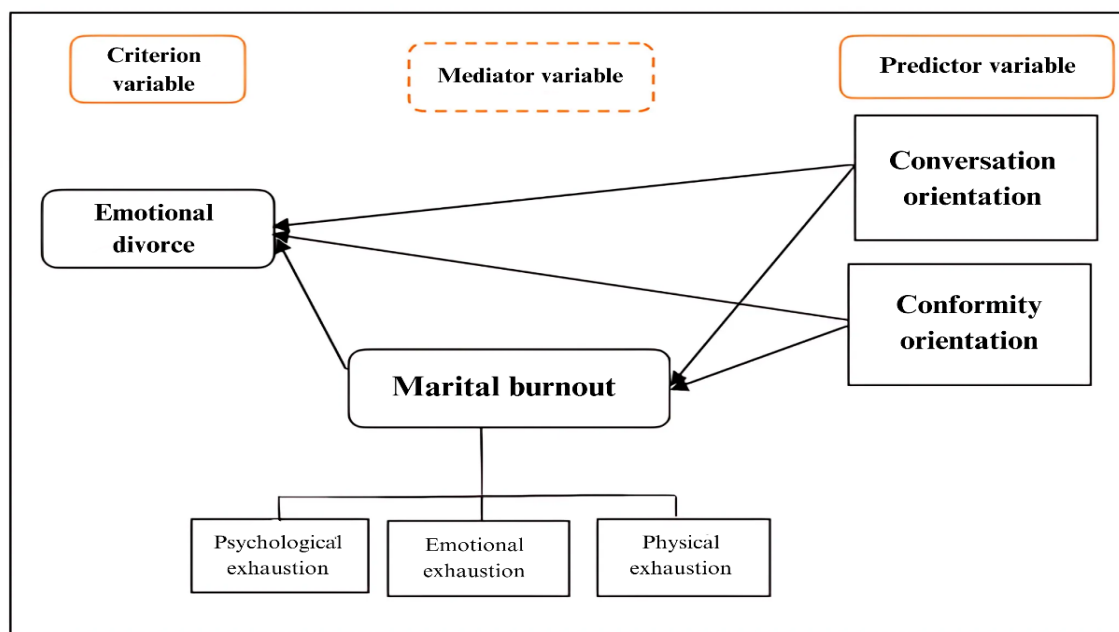 Criterion
variable
Mediator variable
Predictor variable
Conversation
orientation
Emotional
divorce
Conformity
orientation
Marital burnout
Psychological
exhaustion
Emotional
exhaustion
Physical
exhaustion